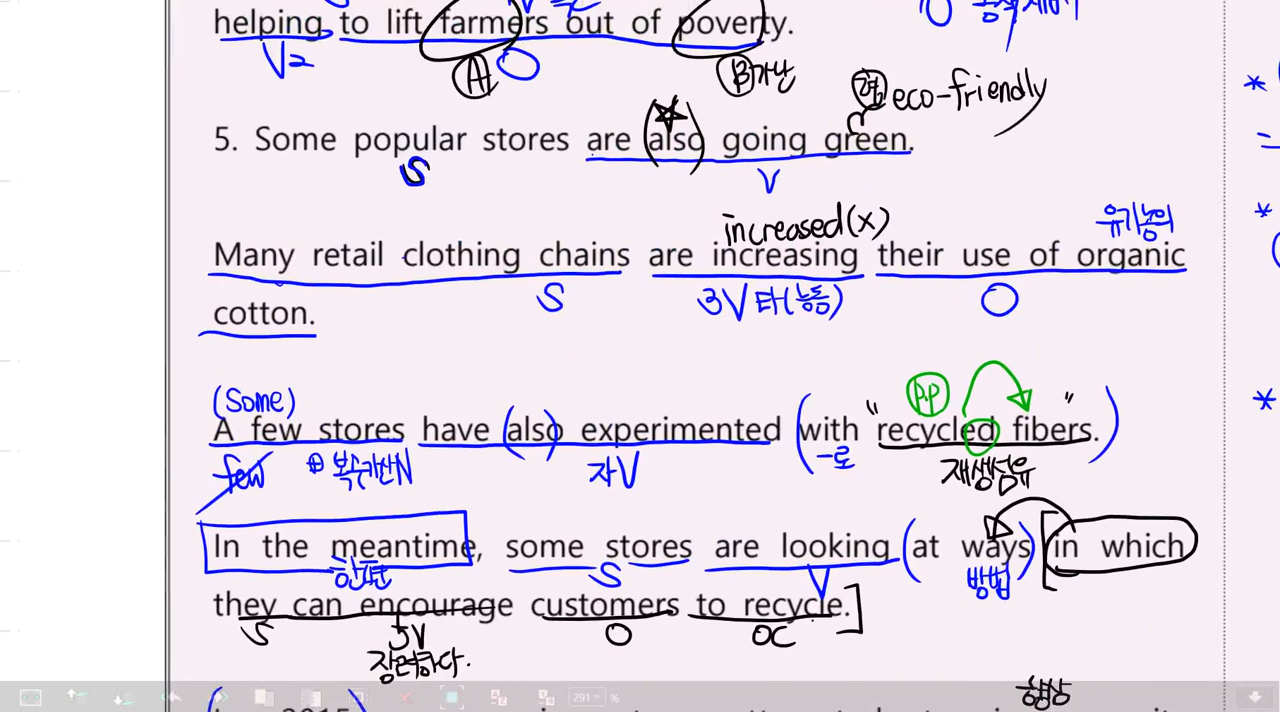 helping to lift farmers out of poverty.
V2
A
O
B 가난
형 eco-friendly
5. Some popular stores are (also) going green.
S
V
increased(x)
유기농의
Many retail clothing chains are increasing their use of organic
S
3V 타(능동)
O
cotton.
(Some)
P.P
A few stores have (also) experimented (with "recycled fibers.")
few
⊕ 복수가산N
자V
-로
재생섬유
In the meantime, some stores are looking (at ways) [in which
한편
S
V
방법
they can encourage customers to recycle.]
S
5V
O
OC
장려하다.
291 %
형상